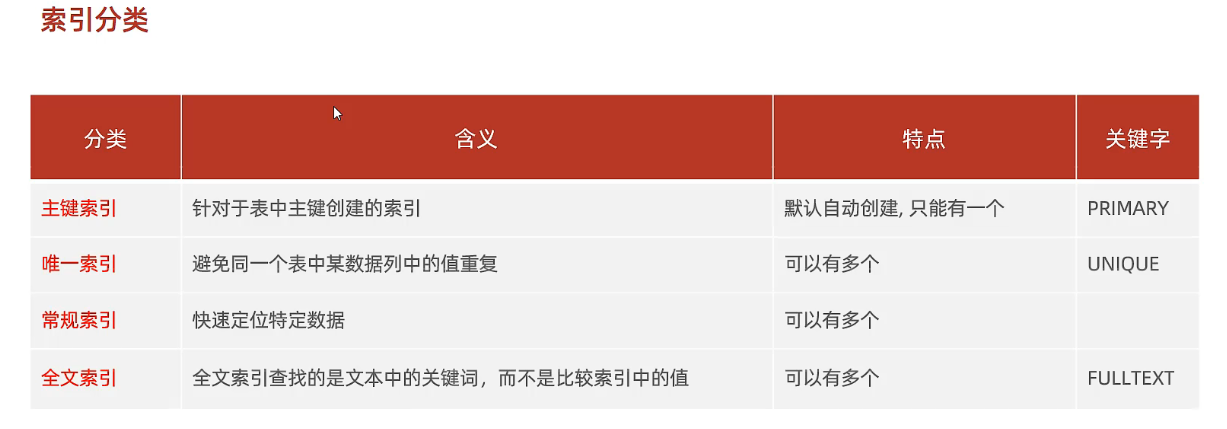 索引分类
分类 含义 特点 关键字
主键索引 针对于表中主键创建的索引 默认自动创建, 只能有一个 PRIMARY
唯一索引 避免同一个表中某数据列中的值重复 可以有多个 UNIQUE
常规索引 快速定位特定数据 可以有多个
全文索引 全文索引查找的是文本中的关键词，而不是比较索引中的值 可以有多个 FULLTEXT